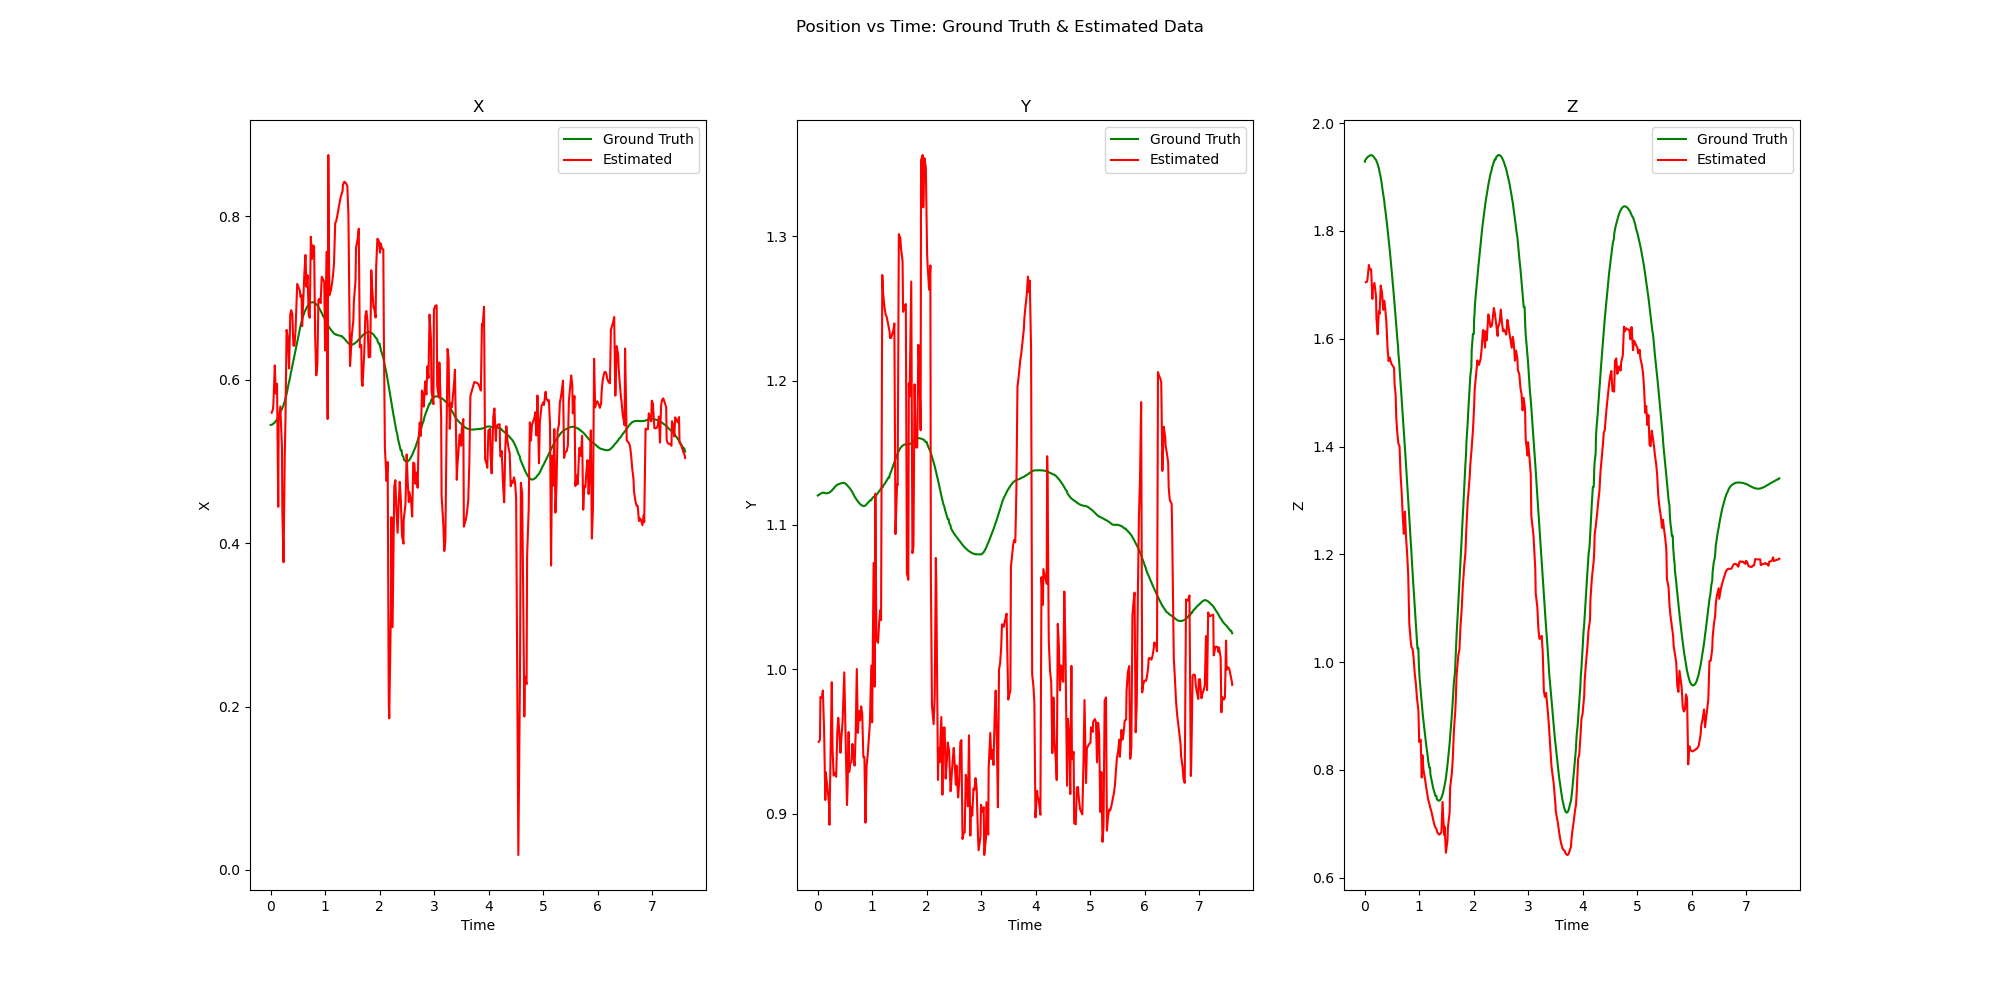 Position vs Time: Ground Truth & Estimated Data
X
Ground Truth
Estimated
0.8
0.6
0.4
0.2
0.0
X
0 1 2 3 4 5 6 7
Time
Y
Ground Truth
Estimated
1.3
1.2
1.1
1.0
0.9
Y
0 1 2 3 4 5 6 7
Time
Z
Ground Truth
Estimated
2.0
1.8
1.6
1.4
1.2
1.0
0.8
0.6
Z
0 1 2 3 4 5 6 7
Time